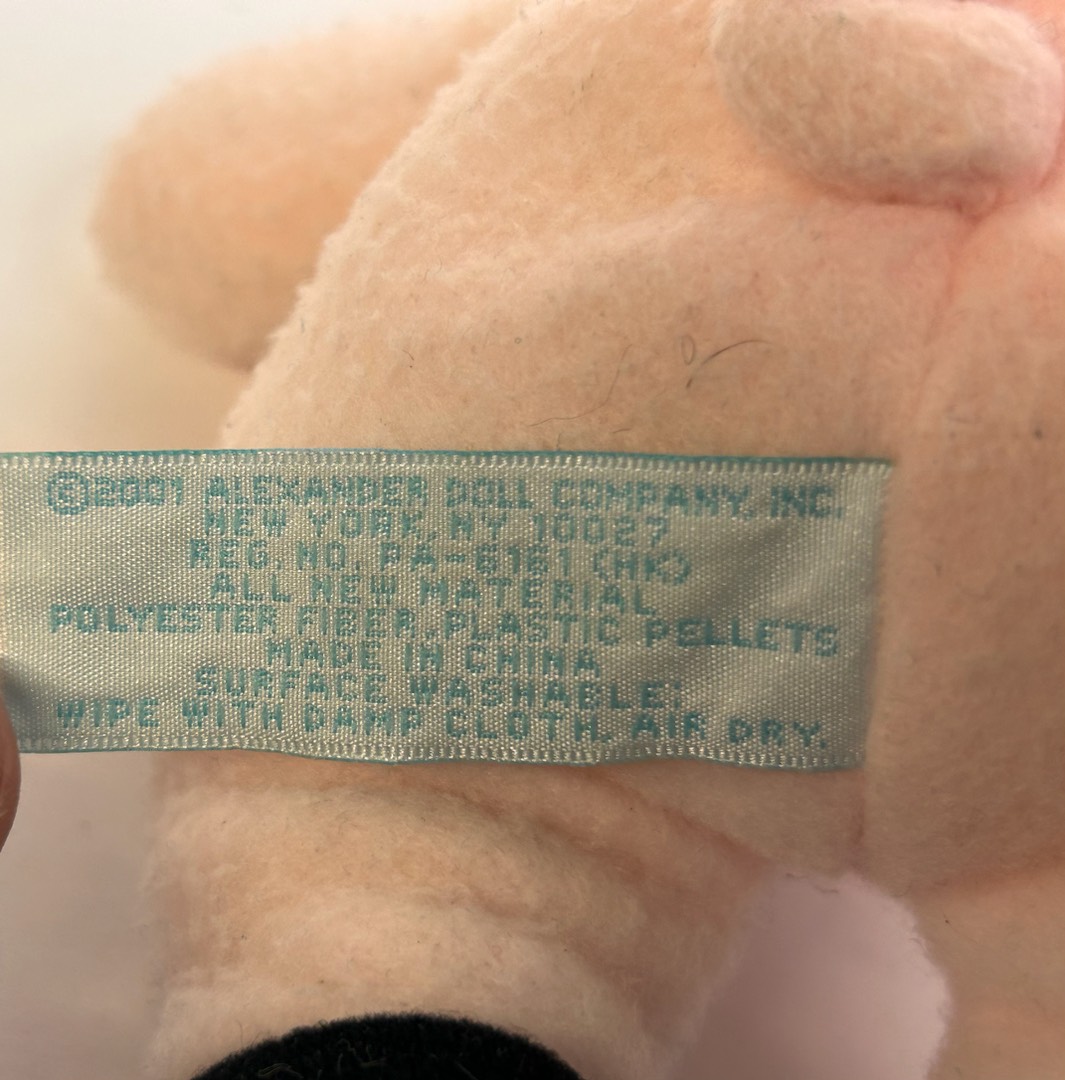 ©2001 ALEXANDER DOLL COMPANY, INC.
NEW YORK, NY 10027
REG. NO. PA-6161 (HK)
ALL NEW MATERIAL
POLYESTER FIBER, PLASTIC PELLETS
MADE IN CHINA
SURFACE WASHABLE;
WIPE WITH DAMP CLOTH. AIR DRY.